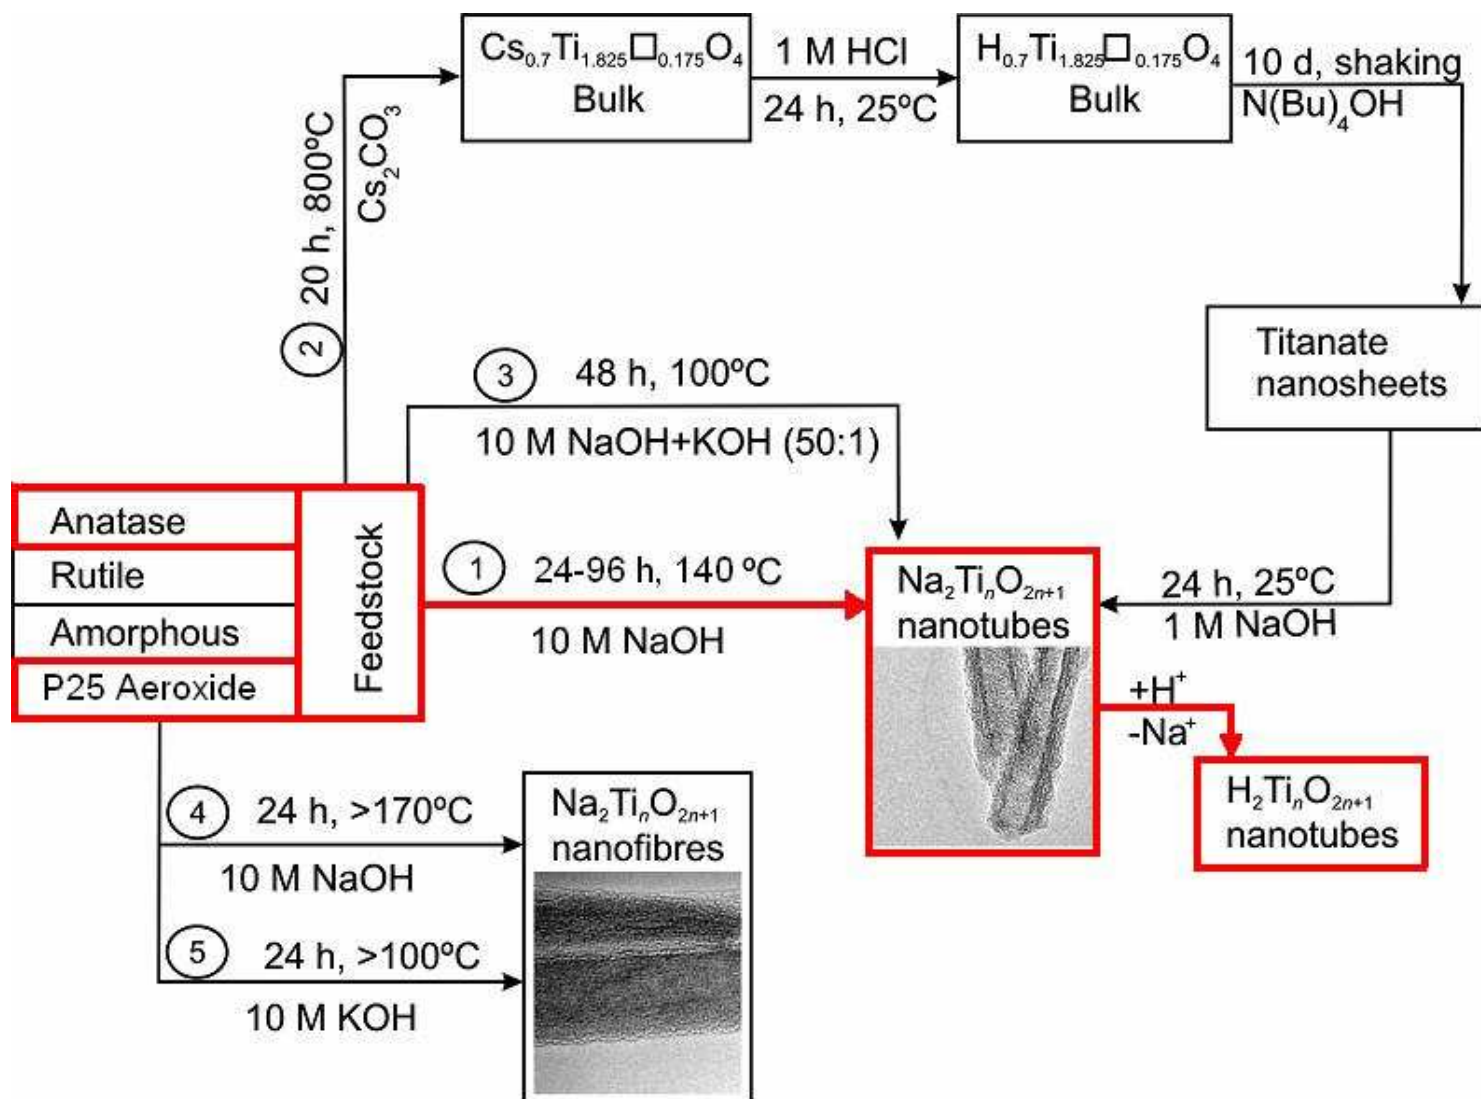 Cs₀.₇Ti₁.₈₂₅□₀.₁₇₅O₄
Bulk
1 M HCl
24 h, 25ºC
H₀.₇Ti₁.₈₂₅□₀.₁₇₅O₄
Bulk
10 d, shaking
N(Bu)₄OH
2
20 h, 800ºC
Cs₂CO₃
Titanate
nanosheets
3
48 h, 100ºC
10 M NaOH+KOH (50:1)
Anatase
Rutile
Amorphous
P25 Aeroxide
Feedstock
1
24-96 h, 140 ºC
10 M NaOH
Na₂TiₙO₂ₙ₊₁
nanotubes
24 h, 25ºC
1 M NaOH
+H⁺
-Na⁺
H₂TiₙO₂ₙ₊₁
nanotubes
4
24 h, >170ºC
10 M NaOH
5
24 h, >100ºC
10 M KOH
Na₂TiₙO₂ₙ₊₁
nanofibres